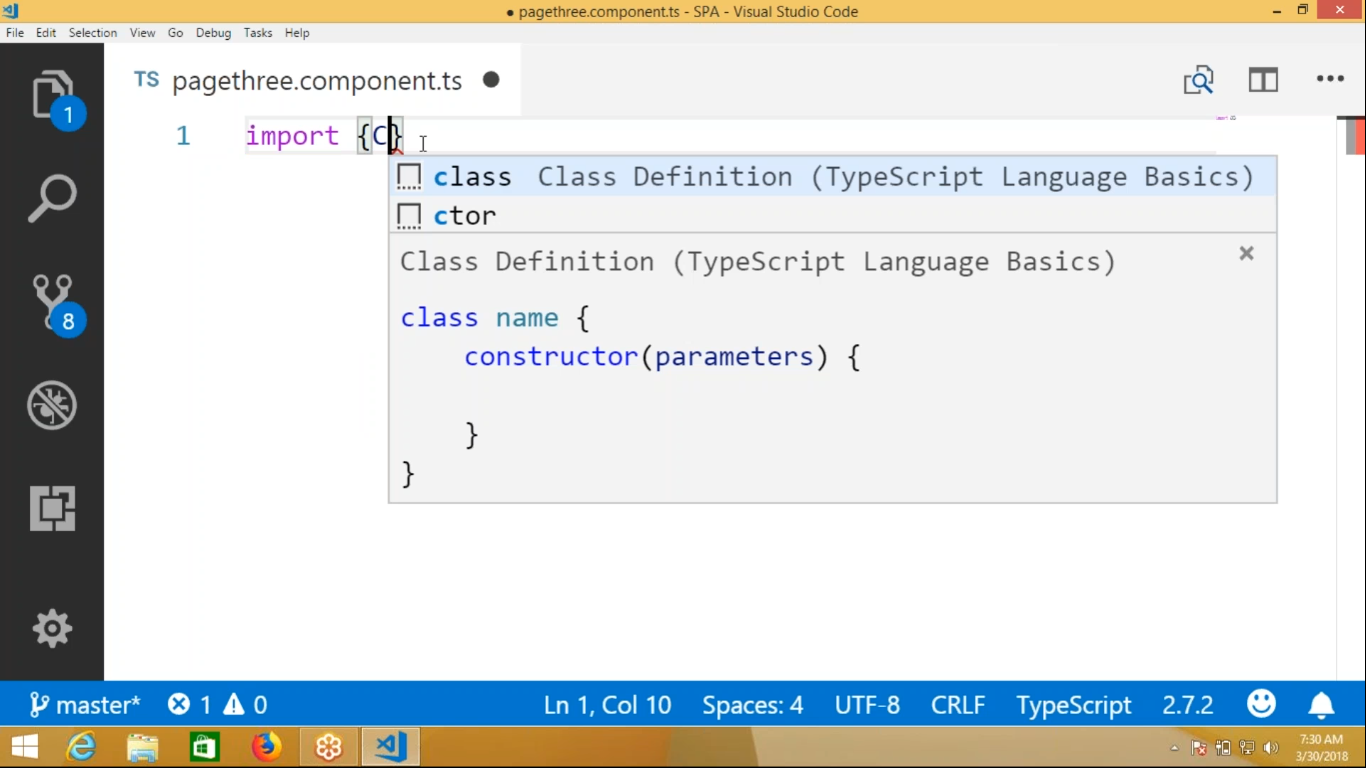 ● pagethree.component.ts - SPA - Visual Studio Code
File Edit Selection View Go Debug Tasks Help
TS pagethree.component.ts ●
1
1 import {C}
class Class Definition (TypeScript Language Basics)
ctor
Class Definition (TypeScript Language Basics) ×
class name {
constructor(parameters) {
}
}
8
master* 1 0 Ln 1, Col 10 Spaces: 4 UTF-8 CRLF TypeScript 2.7.2
7:30 AM
3/30/2018